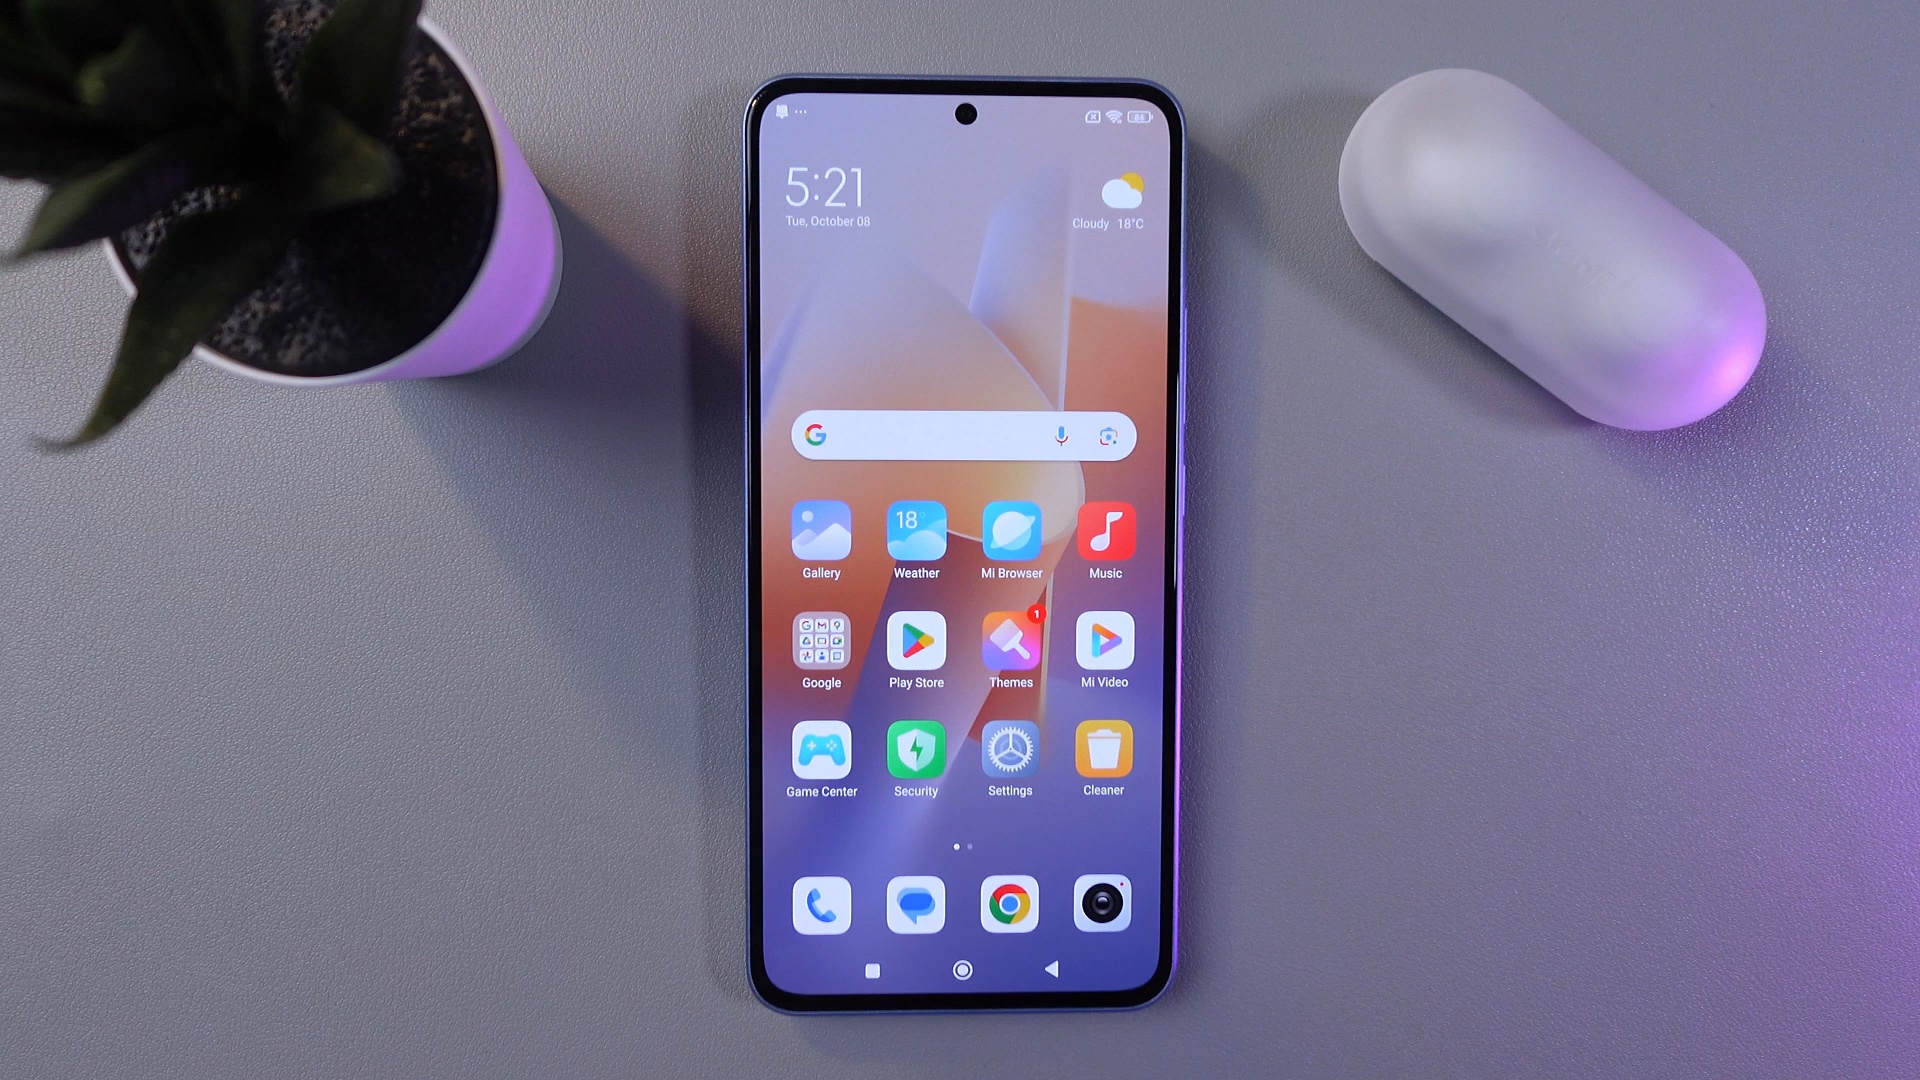 84
5:21
Tue, October 08
Cloudy 18°C
18°
Gallery
Weather
Mi Browser
Music
1
Google
Play Store
Themes
Mi Video
Game Center
Security
Settings
Cleaner